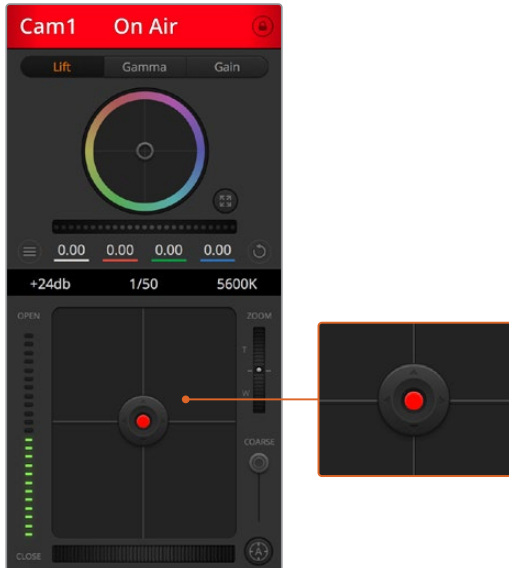 Cam1 On Air
Lift Gamma Gain
0.00 0.00 0.00 0.00
+24db 1/50 5600K
OPEN ZOOM
T
W
COARSE
CLOSE A